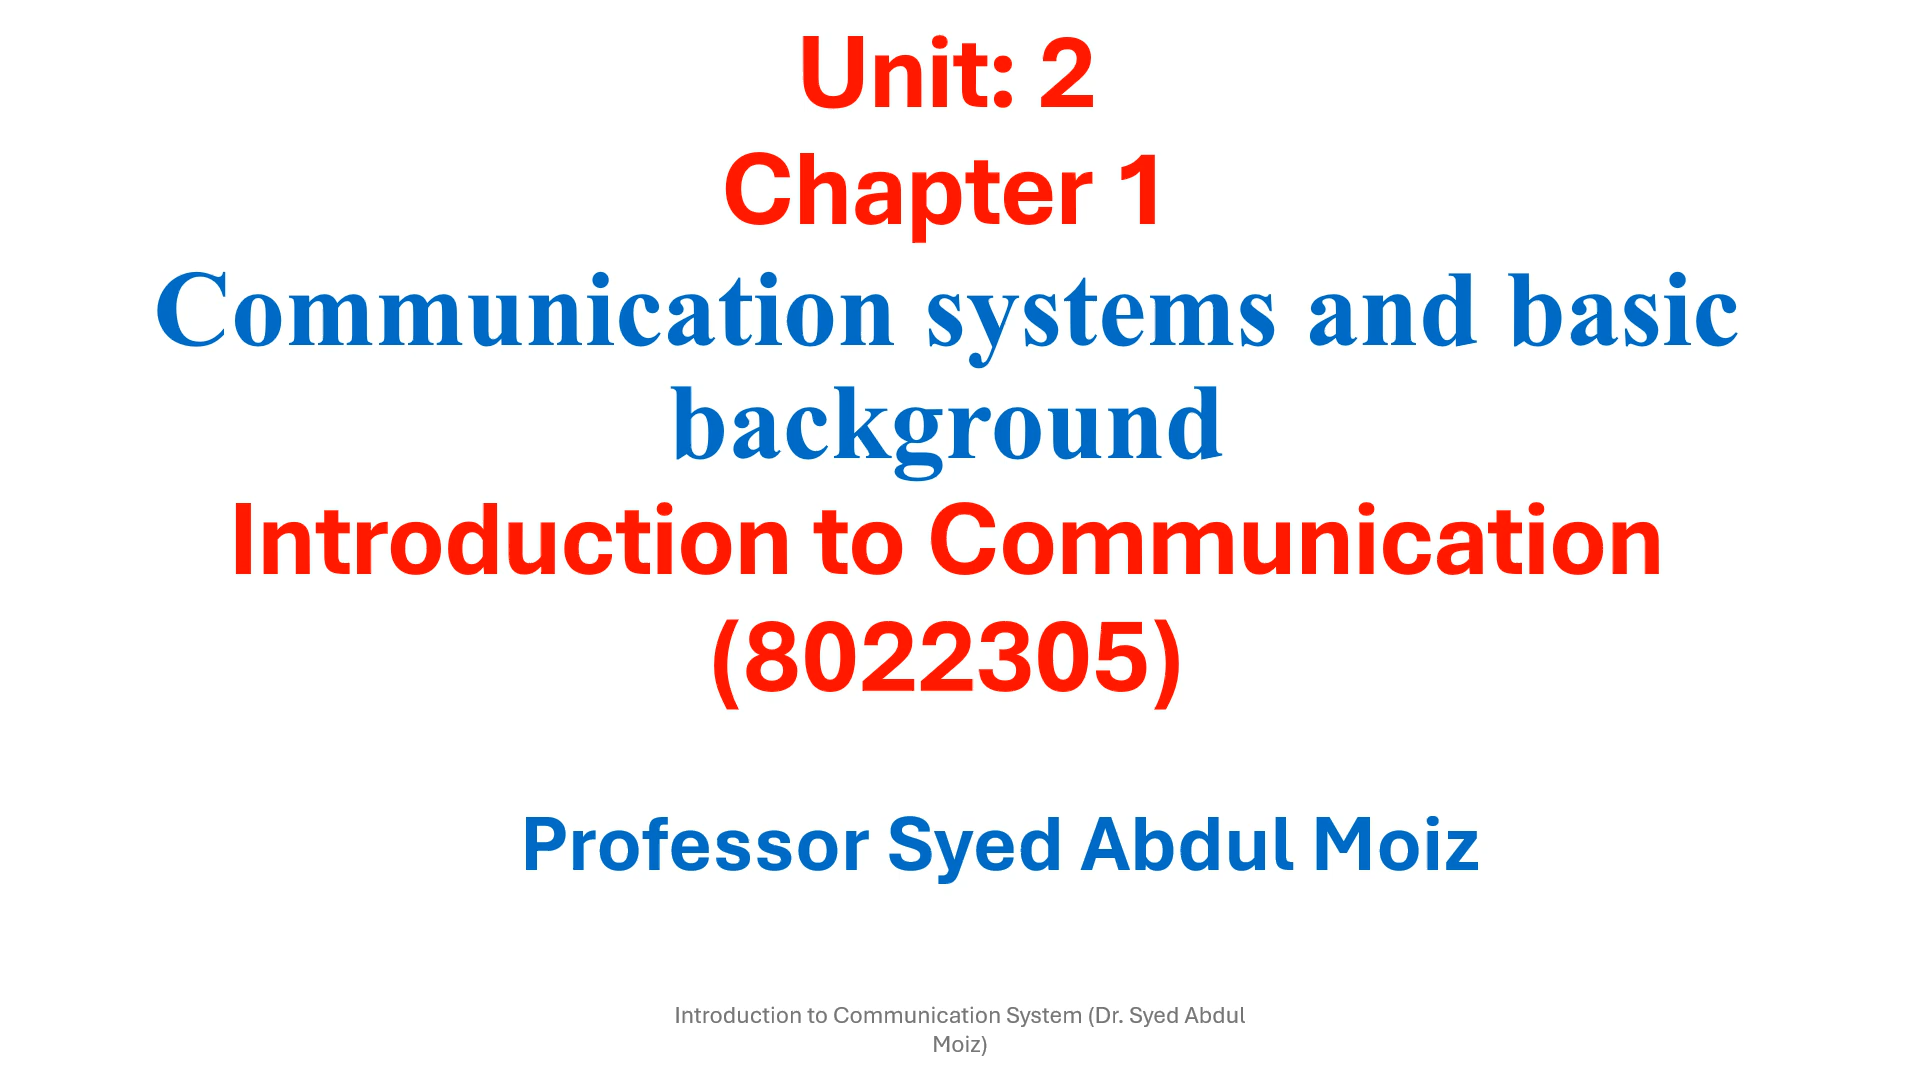 Unit: 2
Chapter 1
Communication systems and basic
background
Introduction to Communication
(8022305)
Professor Syed Abdul Moiz
Introduction to Communication System (Dr. Syed Abdul
Moiz)